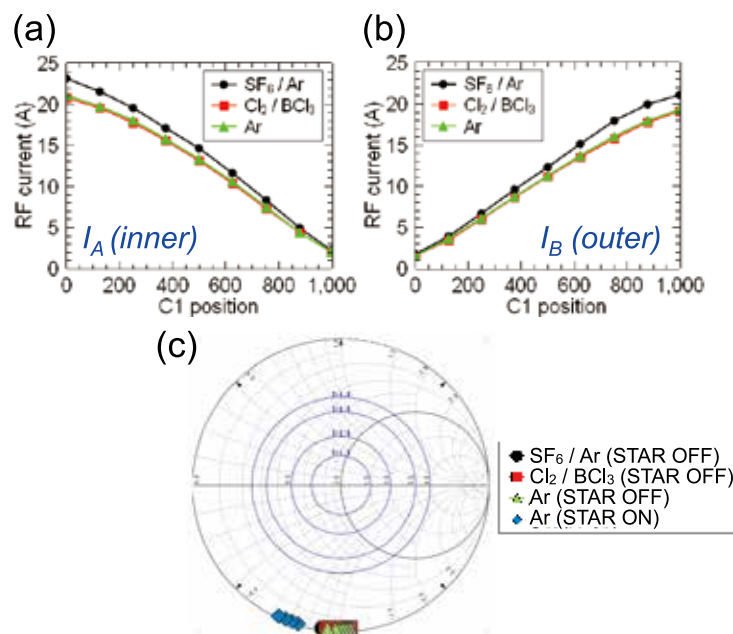 (a)
25
20
15
10
5
0
RF current (A)
SF₆ / Ar
Cl₂ / BCl₃
Ar
I_A (inner)
0 200 400 600 800 1,000
C1 position
(b)
25
20
15
10
5
0
RF current (A)
SF₆ / Ar
Cl₂ / BCl₃
Ar
I_B (outer)
0 200 400 600 800 1,000
C1 position
(c)
SF₆ / Ar (STAR OFF)
Cl₂ / BCl₃ (STAR OFF)
Ar (STAR OFF)
Ar (STAR ON)